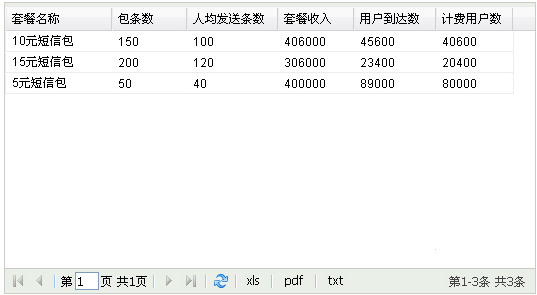 套餐名称 包条数 人均发送条数 套餐收入 用户到达数 计费用户数
10元短信包 150 100 406000 45600 40600
15元短信包 200 120 306000 23400 20400
5元短信包 50 40 400000 89000 80000
第 1 页 共1页 xls pdf txt 第1-3条 共3条